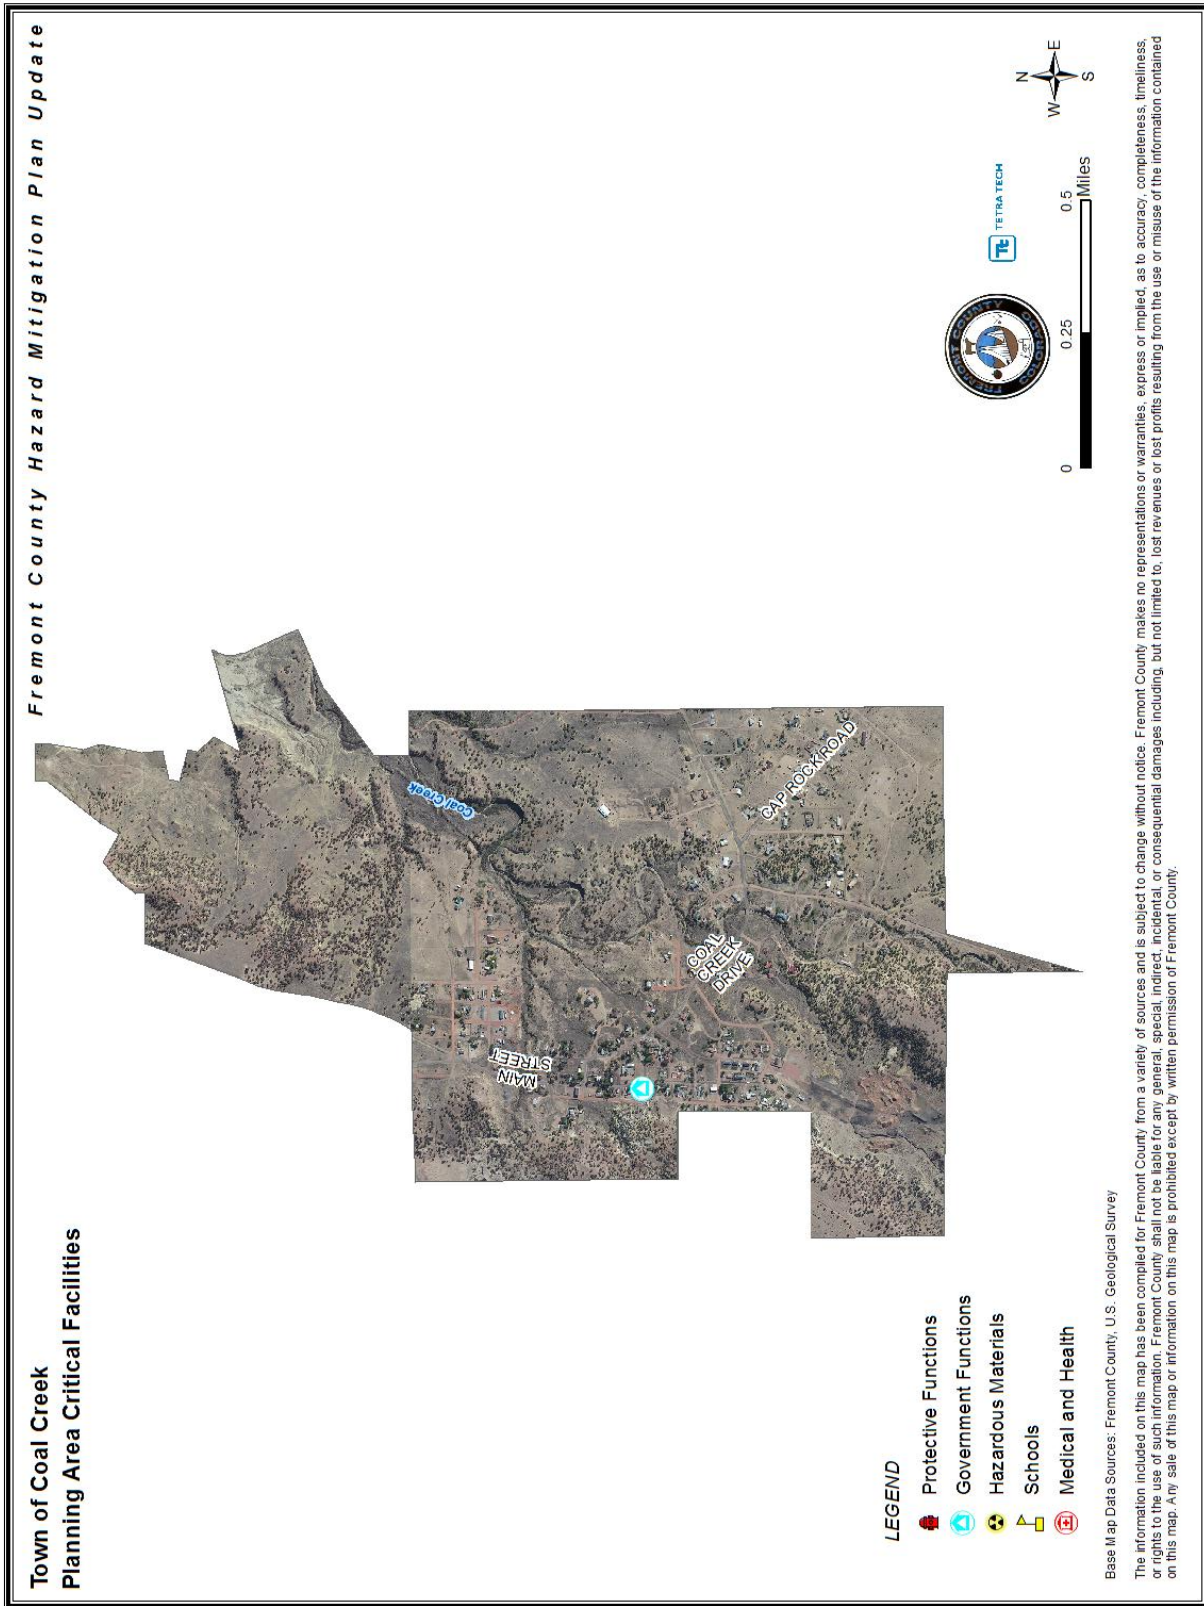 Town of Coal Creek
Planning Area Critical Facilities
Fremont County Hazard Mitigation Plan Update
MAIN
STREET
Coal Creek
COAL
CREEK
DRIVE
CAP ROCK ROAD
LEGEND
Protective Functions
Government Functions
Hazardous Materials
Schools
Medical and Health
FREMONT COUNTY
COLORADO
Tt TETRA TECH
N
W E
S
0 0.25 0.5
Miles
Base Map Data Sources: Fremont County, U.S. Geological Survey
The information included on this map has been compiled for Fremont County from a variety of sources and is subject to change without notice. Fremont County makes no representations or warranties, express or implied, as to accuracy, completeness, timeliness,
or rights to the use of such information. Fremont County shall not be liable for any general, special, indirect, incidental, or consequential damages including, but not limited to, lost revenues or lost profits resulting from the use or misuse of the information contained
on this map. Any sale of this map or information on this map is prohibited except by written permission of Fremont County.